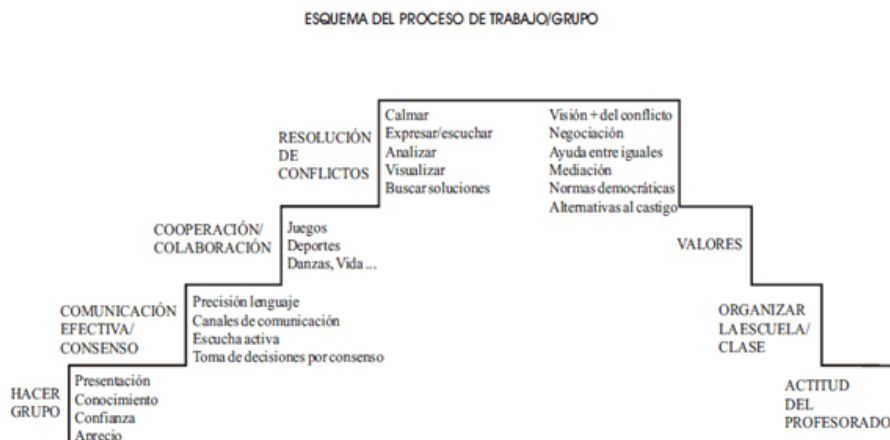 ESQUEMA DEL PROCESO DE TRABAJO/GRUPO
RESOLUCIÓN
DE
CONFLICTOS
Calmar
Expresar/escuchar
Analizar
Visualizar
Buscar soluciones
Visión + del conflicto
Negociación
Ayuda entre iguales
Mediación
Normas democráticas
Alternativas al castigo
COOPERACIÓN/
COLABORACIÓN
Juegos
Deportes
Danzas, Vida ...
VALORES
COMUNICACIÓN
EFECTIVA/
CONSENSO
Precisión lenguaje
Canales de comunicación
Escucha activa
Toma de decisiones por consenso
ORGANIZAR
LA ESCUELA/
CLASE
HACER
GRUPO
Presentación
Conocimiento
Confianza
Aprecio
ACTITUD
DEL
PROFESORADO